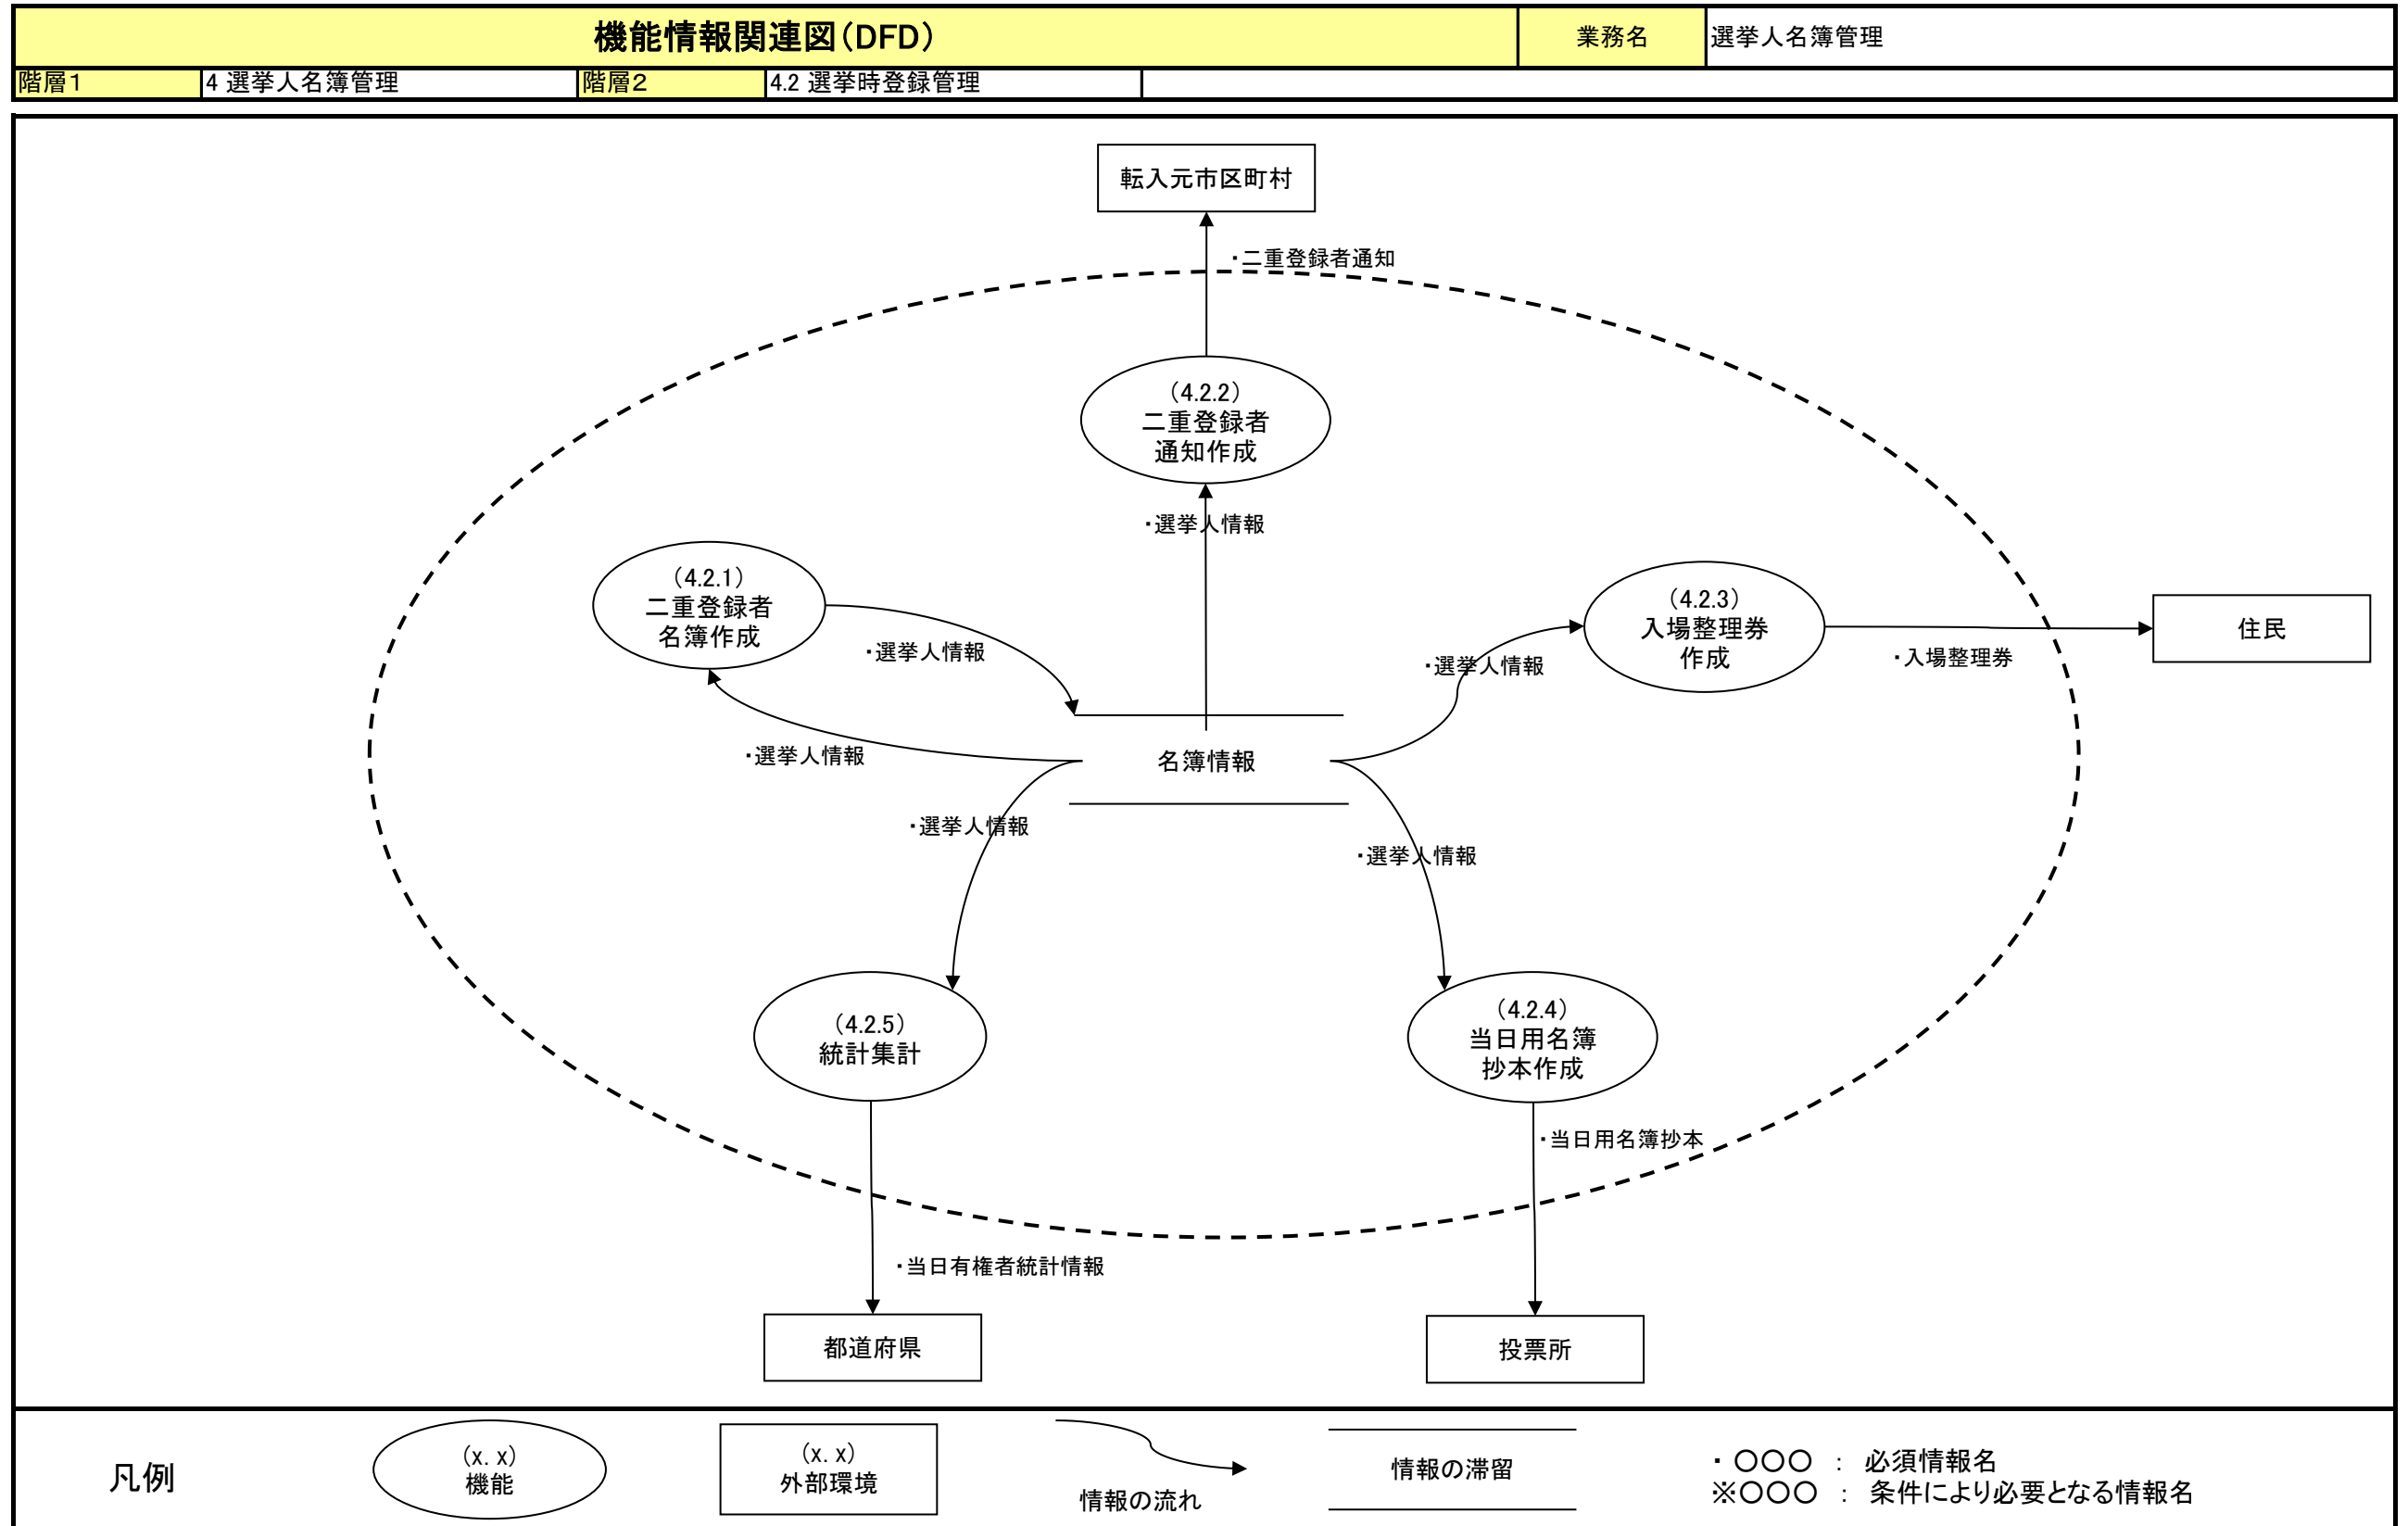 機能情報関連図（DFD）
業務名
選挙人名簿管理
階層１
4 選挙人名簿管理
階層２
4.2 選挙時登録管理
転入元市区町村
・二重登録者通知
（4.2.2）
二重登録者
通知作成
・選挙人情報
（4.2.1）
二重登録者
名簿作成
・選挙人情報
（4.2.3）
入場整理券
作成
・選挙人情報
・入場整理券
住民
・選挙人情報
名簿情報
・選挙人情報
・選挙人情報
（4.2.5）
統計集計
（4.2.4）
当日用名簿
抄本作成
・当日用名簿抄本
・当日有権者統計情報
都道府県
投票所
凡例
（x. x）
機能
（x. x）
外部環境
情報の流れ
情報の滞留
・ 〇〇〇 ： 必須情報名
※〇〇〇 ： 条件により必要となる情報名